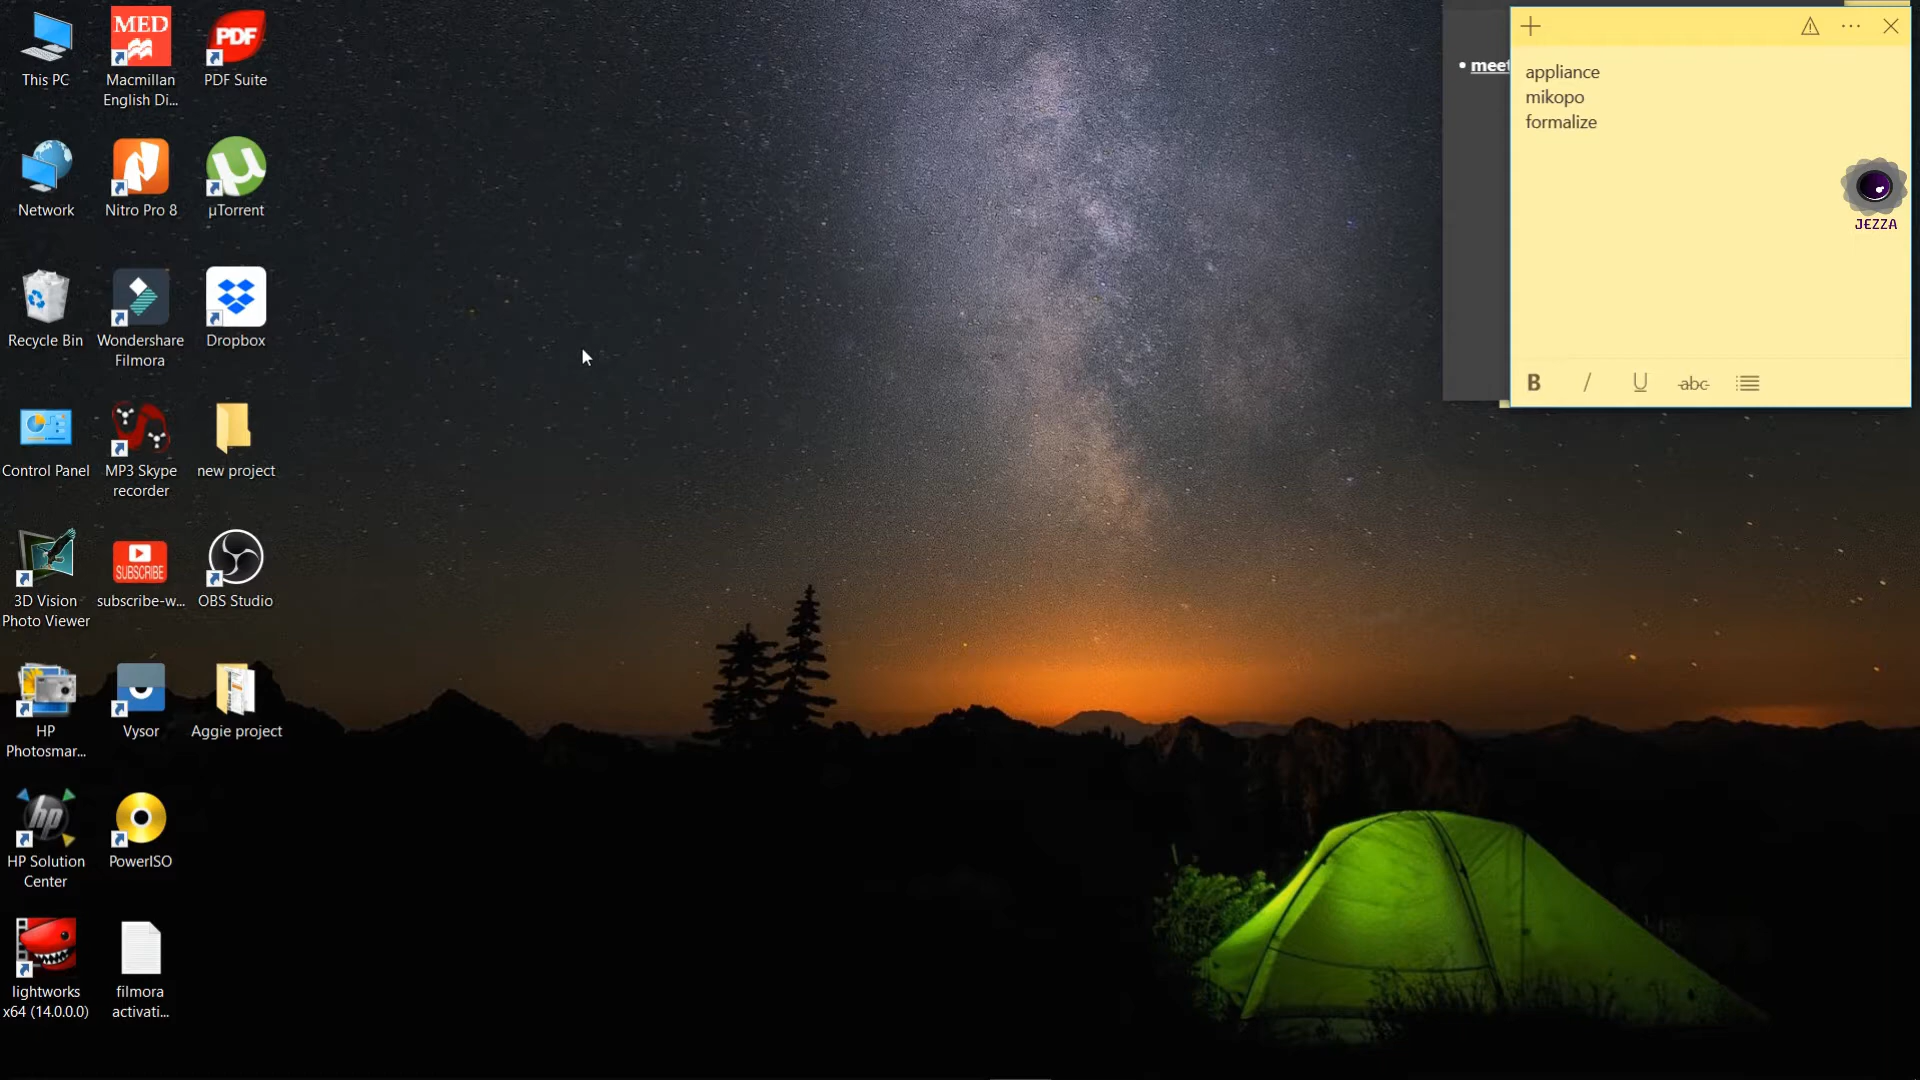 This PC
Macmillan
English Di...
PDF Suite
Network
Nitro Pro 8
µTorrent
Recycle Bin
Wondershare
Filmora
Dropbox
Control Panel
MP3 Skype
recorder
new project
3D Vision
Photo Viewer
subscribe-w...
OBS Studio
HP
Photosmar...
Vysor
Aggie project
HP Solution
Center
PowerISO
lightworks
x64 (14.0.0.0)
filmora
activati...
MED
PDF
SUBSCRIBE
hp
• meet
appliance
mikopo
formalize
JEZZA
B / U abc